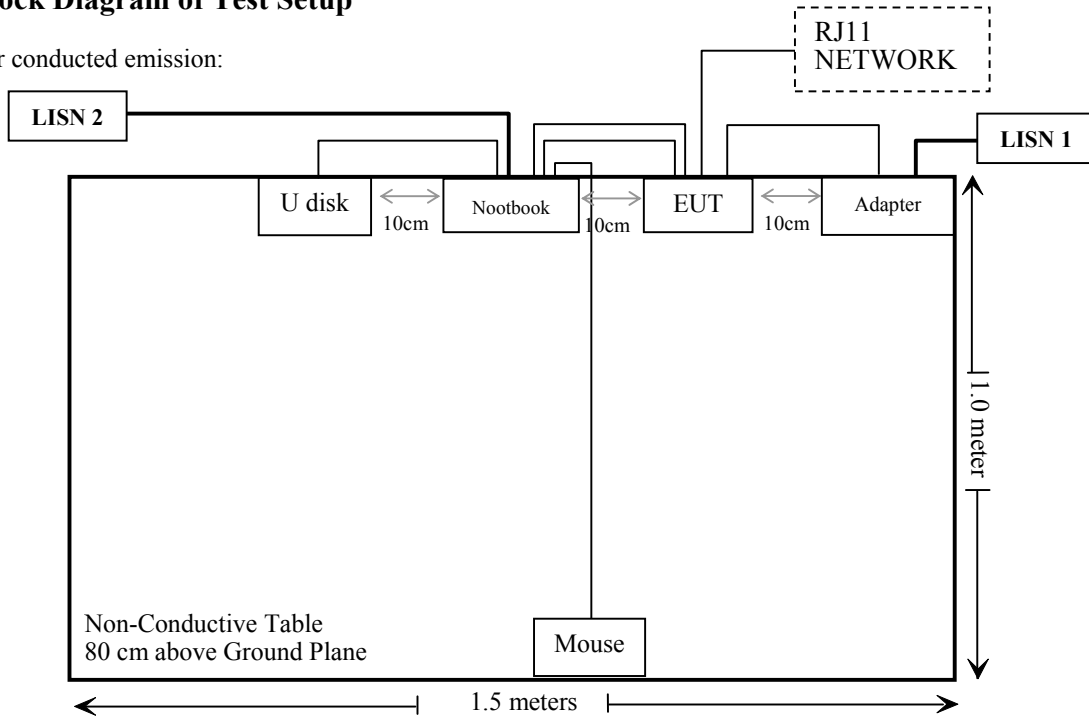 ock Diagram of Test Setup
r conducted emission:
RJ11
NETWORK
LISN 2
LISN 1
U disk
10cm
Nootbook
10cm
EUT
10cm
Adapter
1.0 meter
Non-Conductive Table
80 cm above Ground Plane
Mouse
1.5 meters